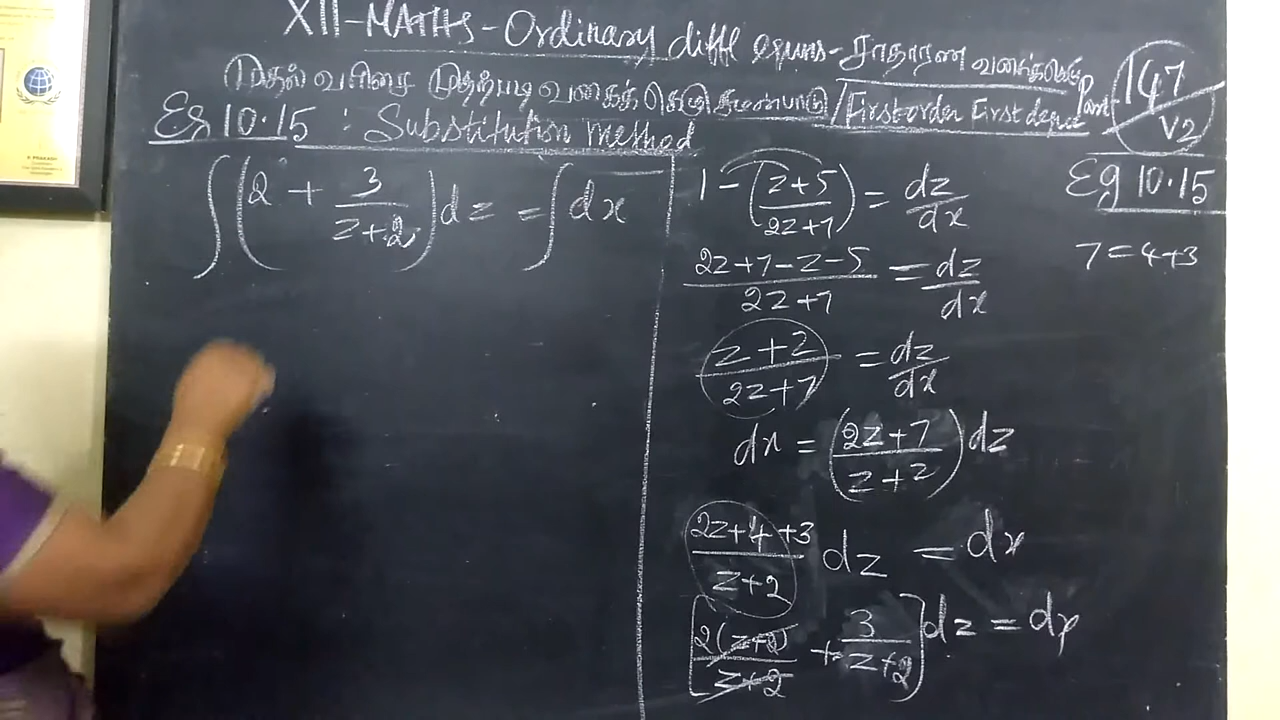 XII-MATHS-Ordinary diffl eqns-சாதாரண வகைக்கெழு
முதல் வரிசை முதற்படி வகைக்கெழு சமன்பாடு/First order First degree
Part-147
V2
Eg 10.15 : Substitution method
∫(2 + 3/(z+2))dz = ∫dx
1-((z+5)/(2z+7)) = dz/dx
(2z+7-z-5)/(2z+7) = dz/dx
(z+2)/(2z+7) = dz/dx
dx = ((2z+7)/(z+2))dz
(2z+4+3)/(z+2) dz = dx
[2(z+2)/(z+2) + 3/(z+2)]dz = dx
Eg 10.15
7=4+3